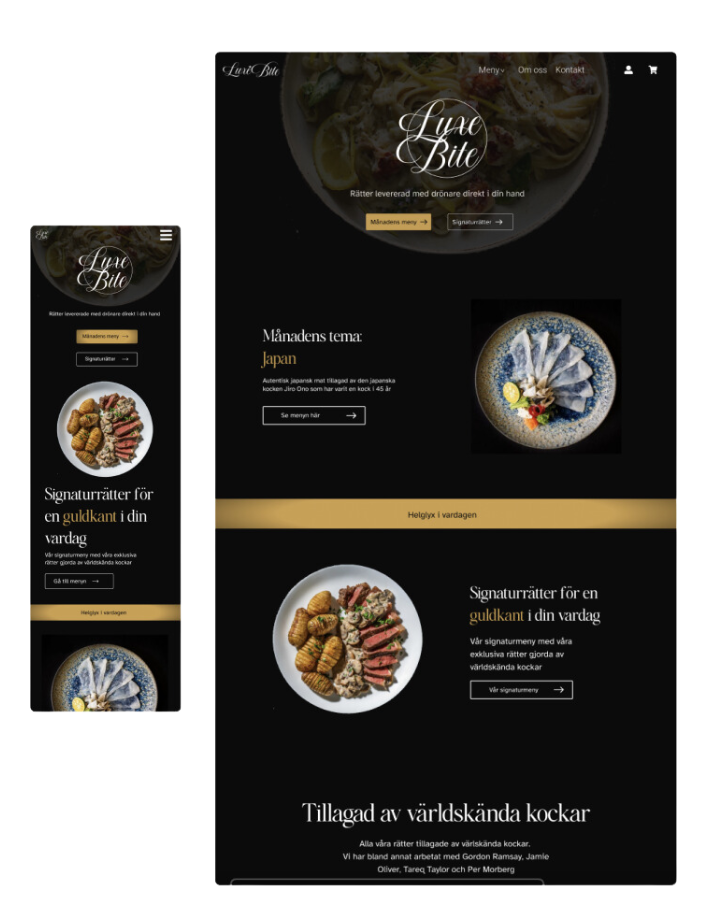 Luxe
Bite
Rätter levererade med drönare direkt i din hand
Månadens meny →
Signaturrätter →
Signaturrätter för
en guldkant i din
vardag
Vår signaturmeny med våra exklusiva
rätter gjorda av världskända kockar
Gå till menyn →
Helglyx i vardagen
Luxe Bite
Meny
Om oss
Kontakt
Luxe
Bite
Rätter levererad med drönare direkt i din hand
Månadens meny →
Signaturrätter →
Månadens tema:
Japan
Autentisk japansk mat tillagad av den japanska
kocken Jiro Ono som har varit en kock i 45 år
Se menyn här →
Helglyx i vardagen
Signaturrätter för en
guldkant i din vardag
Vår signaturmeny med våra
exklusiva rätter gjorda av
världskända kockar
Vår signaturmeny →
Tillagad av världskända kockar
Alla våra rätter tillagade av världskända kockar.
Vi har bland annat arbetat med Gordon Ramsay, Jamie
Oliver, Tareq Taylor och Per Morberg